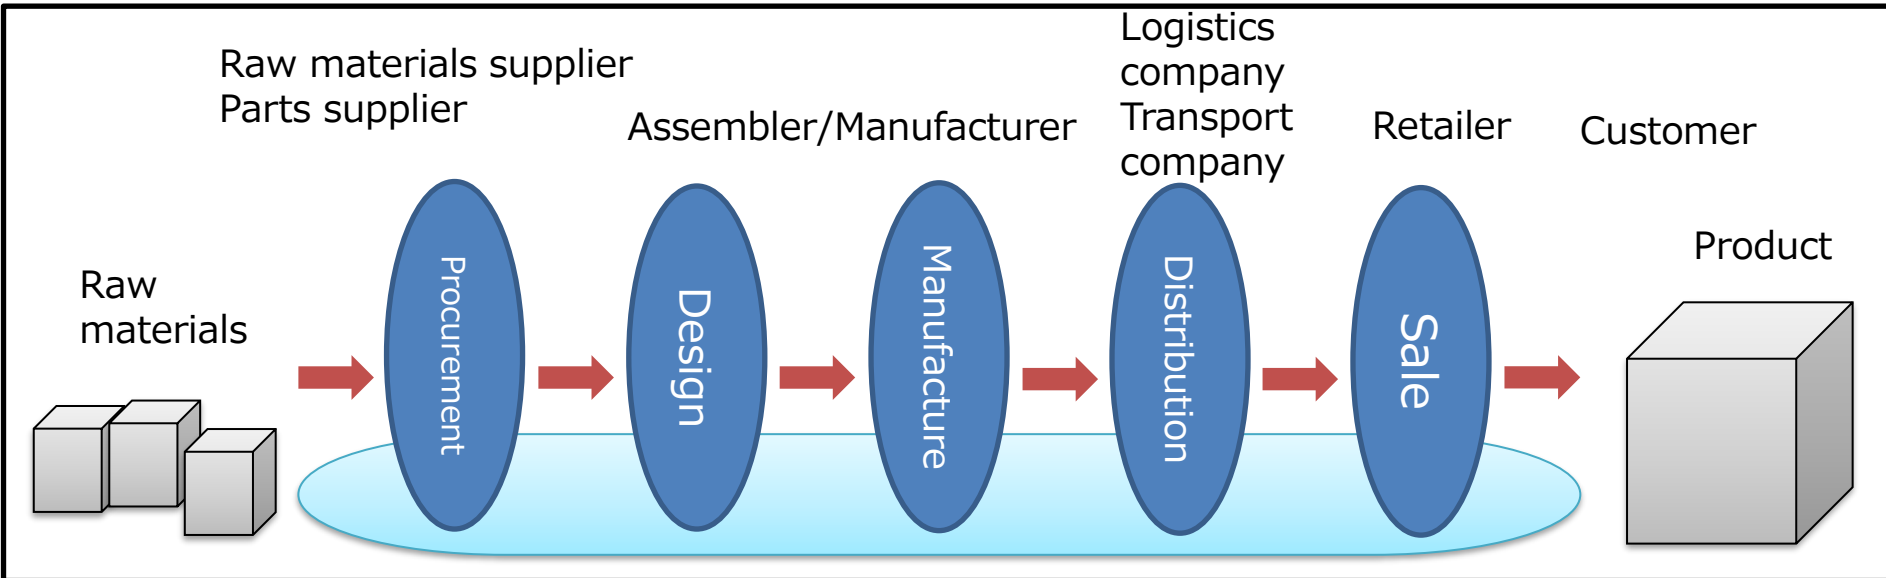 Raw materials supplier
Parts supplier
Assembler/Manufacturer
Logistics
company
Transport
company
Retailer
Customer
Raw
materials
Procurement
Design
Manufacture
Distribution
Sale
Product